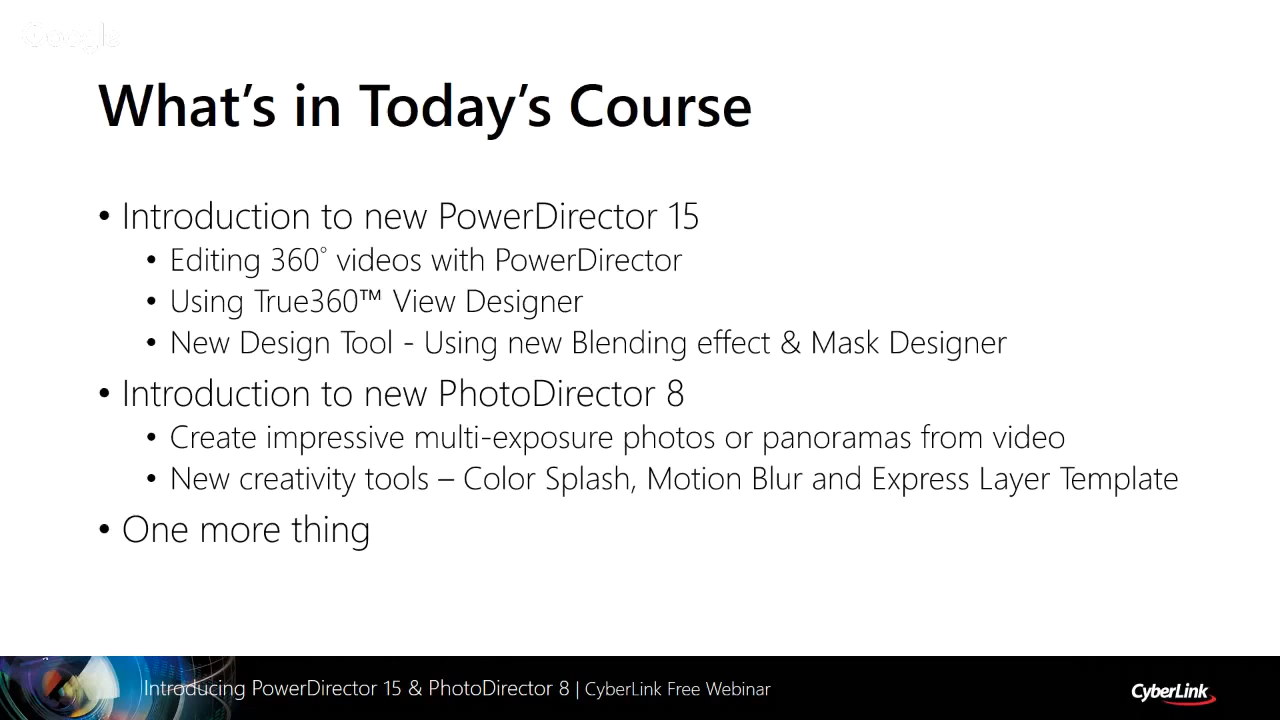 Google
What's in Today's Course
• Introduction to new PowerDirector 15
• Editing 360° videos with PowerDirector
• Using True360™ View Designer
• New Design Tool - Using new Blending effect & Mask Designer
• Introduction to new PhotoDirector 8
• Create impressive multi-exposure photos or panoramas from video
• New creativity tools – Color Splash, Motion Blur and Express Layer Template
• One more thing
Introducing PowerDirector 15 & PhotoDirector 8 | CyberLink Free Webinar
CyberLink